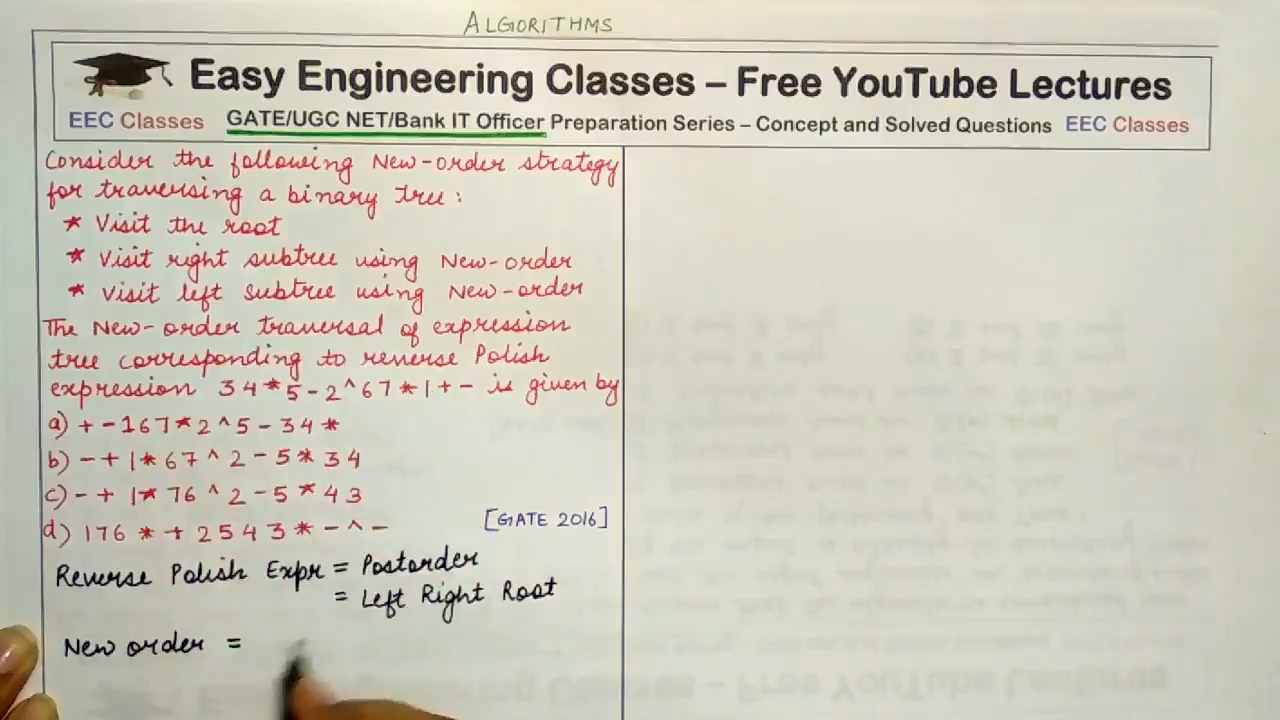 ALGORITHMS
Easy Engineering Classes – Free YouTube Lectures
EEC Classes GATE/UGC NET/Bank IT Officer Preparation Series – Concept and Solved Questions EEC Classes
Consider the following New-order strategy
for traversing a binary tree :
* Visit the root
* Visit right subtree using New-order
* Visit left subtree using New-order
The New-order traversal of expression
tree corresponding to reverse Polish
expression 3 4 * 5 - 2 ^ 6 7 * 1 + - is given by
a) + - 1 6 7 * 2 ^ 5 - 3 4 *
b) - + 1 * 6 7 ^ 2 - 5 * 3 4
c) - + 1 * 7 6 ^ 2 - 5 * 4 3
d) 1 7 6 * + 2 5 4 3 * - ^ -
[GATE 2016]
Reverse Polish Expr = Postorder
= Left Right Root
New order =